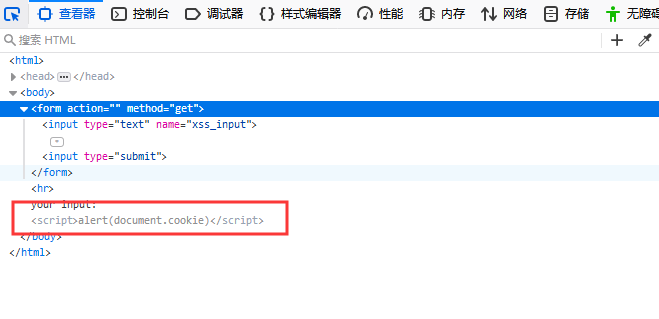 查看器 控制台 调试器 样式编辑器 性能 内存 网络 存储 无障碍
搜索 HTML
<html>
<head> ⋯ </head>
<body>
<form action="" method="get">
<input type="text" name="xss_input">
<input type="submit">
</form>
<hr>
your input:
<script>alert(document.cookie)</script>
</body>
</html>